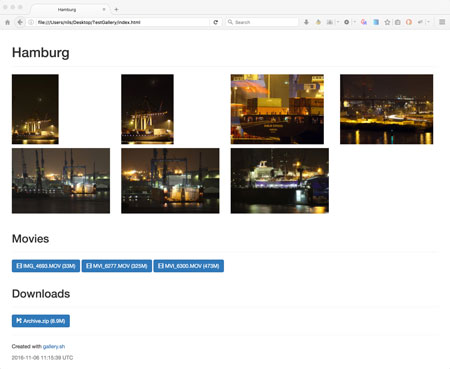 Hamburg
file:///Users/nils/Desktop/TestGallery/index.html
Search
Hamburg
Movies
IMG_4693.MOV (33M) MVI_6277.MOV (325M) MVI_6300.MOV (473M)
Downloads
Archive.zip (8.9M)
Created with gallery.sh
2016-11-06 11:15:39 UTC